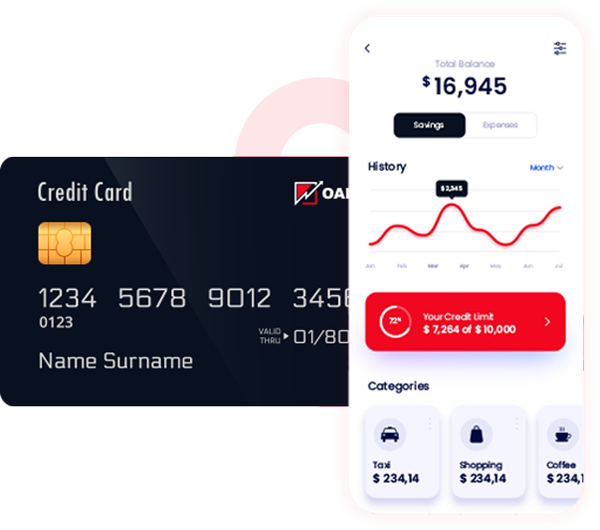 Credit Card
OA
1234 5678 9012 3456
0123
VALID
THRU
01/80
Name Surname
Total Balance
$16,945
Savings
Expenses
History
Month
$2,345
Jan Feb Mar Apr May Jun Jul
72%
Your Credit Limit
$ 7,264 of $ 10,000
Categories
Taxi
$ 234,14
Shopping
$ 234,14
Coffee
$ 234,1